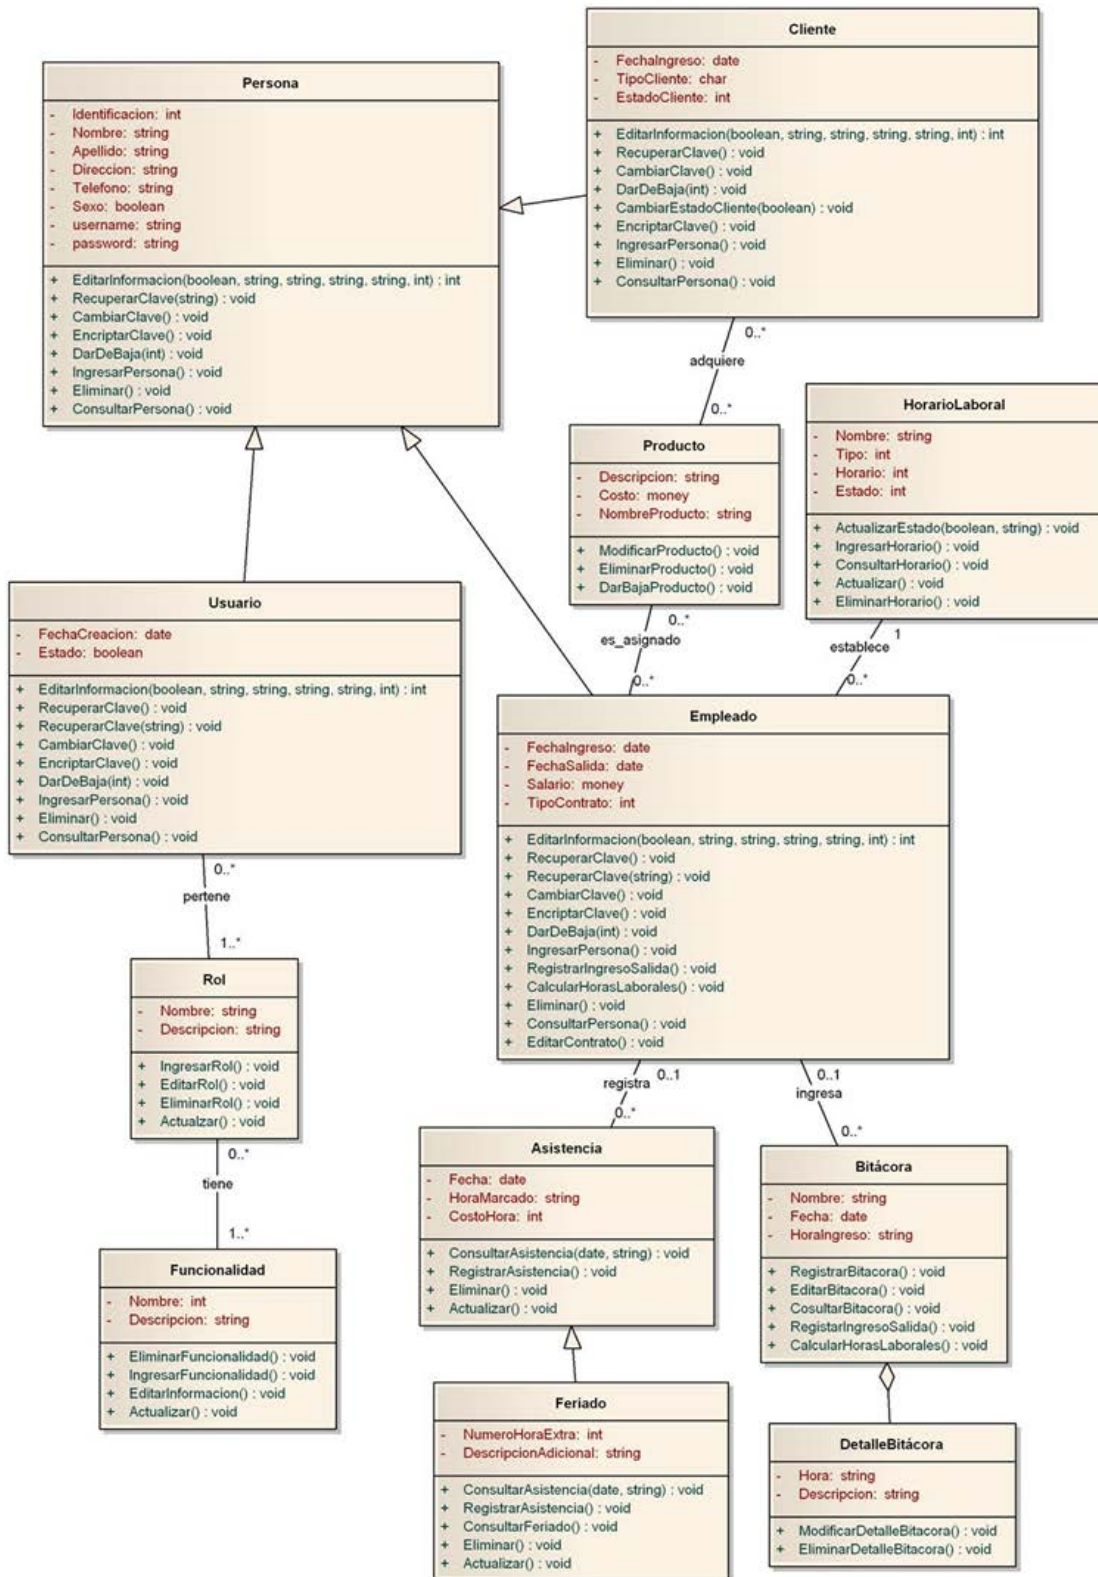 Cliente
- FechaIngreso: date
- TipoCliente: char
- EstadoCliente: int
+ EditarInformacion(boolean, string, string, string, string, int) : int
+ RecuperarClave() : void
+ CambiarClave() : void
+ DarDeBaja(int) : void
+ CambiarEstadoCliente(boolean) : void
+ EncriptarClave() : void
+ IngresarPersona() : void
+ Eliminar() : void
+ ConsultarPersona() : void
Persona
- Identificacion: int
- Nombre: string
- Apellido: string
- Direccion: string
- Telefono: string
- Sexo: boolean
- username: string
- password: string
+ EditarInformacion(boolean, string, string, string, string, int) : int
+ RecuperarClave(string) : void
+ CambiarClave() : void
+ EncriptarClave() : void
+ DarDeBaja(int) : void
+ IngresarPersona() : void
+ Eliminar() : void
+ ConsultarPersona() : void
0..*
adquiere
0..*
Producto
- Descripcion: string
- Costo: money
- NombreProducto: string
+ ModificarProducto() : void
+ EliminarProducto() : void
+ DarBajaProducto() : void
HorarioLaboral
- Nombre: string
- Tipo: int
- Horario: int
- Estado: int
+ ActualizarEstado(boolean, string) : void
+ IngresarHorario() : void
+ ConsultarHorario() : void
+ Actualizar() : void
+ EliminarHorario() : void
0..*
es_asignado
0..*
1
establece
0..*
Usuario
- FechaCreacion: date
- Estado: boolean
+ EditarInformacion(boolean, string, string, string, string, int) : int
+ RecuperarClave() : void
+ RecuperarClave(string) : void
+ CambiarClave() : void
+ EncriptarClave() : void
+ DarDeBaja(int) : void
+ IngresarPersona() : void
+ Eliminar() : void
+ ConsultarPersona() : void
Empleado
- FechaIngreso: date
- FechaSalida: date
- Salario: money
- TipoContrato: int
+ EditarInformacion(boolean, string, string, string, string, int) : int
+ RecuperarClave() : void
+ RecuperarClave(string) : void
+ CambiarClave() : void
+ EncriptarClave() : void
+ DarDeBaja(int) : void
+ IngresarPersona() : void
+ RegistrarIngresoSalida() : void
+ CalcularHorasLaborales() : void
+ Eliminar() : void
+ ConsultarPersona() : void
+ EditarContrato() : void
0..*
pertene
1..*
Rol
- Nombre: string
- Descripcion: string
+ IngresarRol() : void
+ EditarRol() : void
+ EliminarRol() : void
+ Actualzar() : void
0..*
tiene
1..*
Funcionalidad
- Nombre: int
- Descripcion: string
+ EliminarFuncionalidad() : void
+ IngresarFuncionalidad() : void
+ EditarInformacion() : void
+ Actualizar() : void
0..1
registra
0..*
0..1
ingresa
0..*
Asistencia
- Fecha: date
- HoraMarcado: string
- CostoHora: int
+ ConsultarAsistencia(date, string) : void
+ RegistrarAsistencia() : void
+ Eliminar() : void
+ Actualizar() : void
Bitácora
- Nombre: string
- Fecha: date
- HoraIngreso: string
+ RegistrarBitacora() : void
+ EditarBitacora() : void
+ CosultarBitacora() : void
+ RegistarIngresoSalida() : void
+ CalcularHorasLaborales() : void
Feriado
- NumeroHoraExtra: int
- DescripcionAdicional: string
+ ConsultarAsistencia(date, string) : void
+ RegistrarAsistencia() : void
+ ConsultarFeriado() : void
+ Eliminar() : void
+ Actualizar() : void
DetalleBitácora
- Hora: string
- Descripcion: string
+ ModificarDetalleBitacora() : void
+ EliminarDetalleBitacora() : void